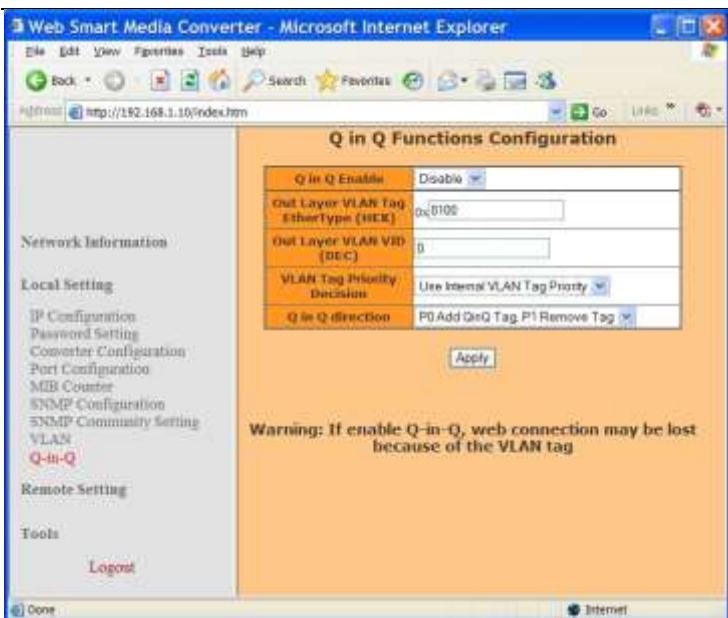 Web Smart Media Converter - Microsoft Internet Explorer
File Edit View Favorites Tools Help
Back Search Favorites
Address http://192.168.1.10/index.htm Go Links »
Q in Q Functions Configuration
Q in Q Enable Disable
Out Layer VLAN Tag EtherType (HEX) 0x 8100
Out Layer VLAN VID (DEC) 0
VLAN Tag Priority Decision Use Internal VLAN Tag Priority
Q in Q direction P0 Add QinQ Tag, P1 Remove Tag
Apply
Warning: If enable Q-in-Q, web connection may be lost
because of the VLAN tag
Network Information
Local Setting
IP Configuration
Password Setting
Converter Configuration
Port Configuration
MIB Counter
SNMP Configuration
SNMP Community Setting
VLAN
Q-in-Q
Remote Setting
Tools
Logout
Done Internet